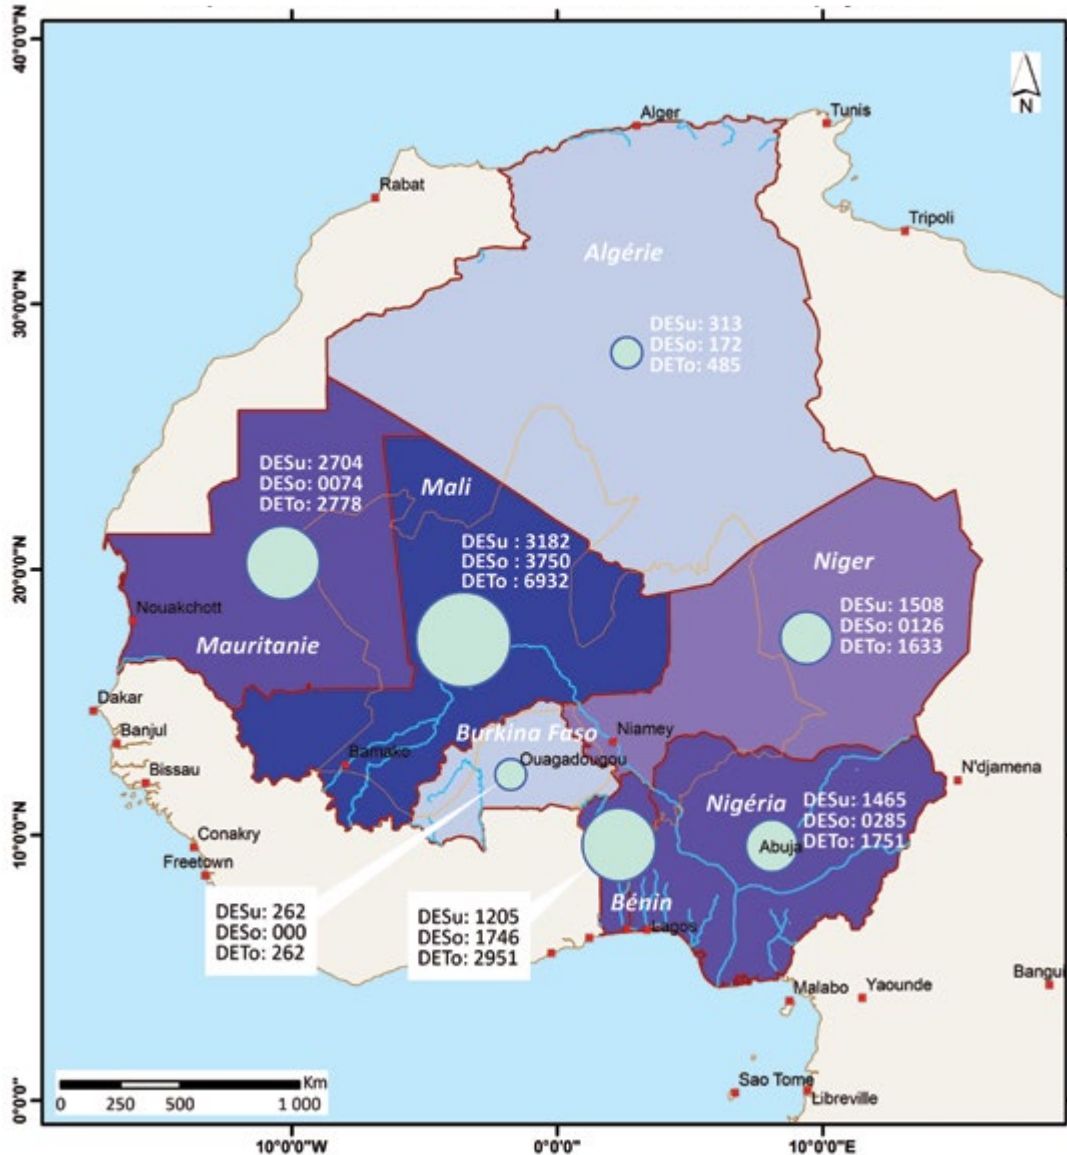 40°0'0"N
30°0'0"N
20°0'0"N
10°0'0"N
0°0'0"
N
Alger
Tunis
Rabat
Tripoli
Algérie
DESu: 313
DESo: 172
DETo: 485
DESu: 2704
DESo: 0074
DETo: 2778
Mali
DESu : 3182
DESo : 3750
DETo : 6932
Niger
DESu: 1508
DESo: 0126
DETo: 1633
Nouakchott
Mauritanie
Dakar
Banjul
Bissau
Bamako
Burkina Faso
Ouagadougou
Niamey
N'djamena
Nigéria
DESu: 1465
DESo: 0285
DETo: 1751
Abuja
Conakry
Freetown
Bénin
Lagos
DESu: 262
DESo: 000
DETo: 262
DESu: 1205
DESo: 1746
DETo: 2951
Malabo
Yaounde
Bangui
Sao Tome
Libreville
Km
0 250 500 1 000
10°0'0"W 0°0'0" 10°0'0"E